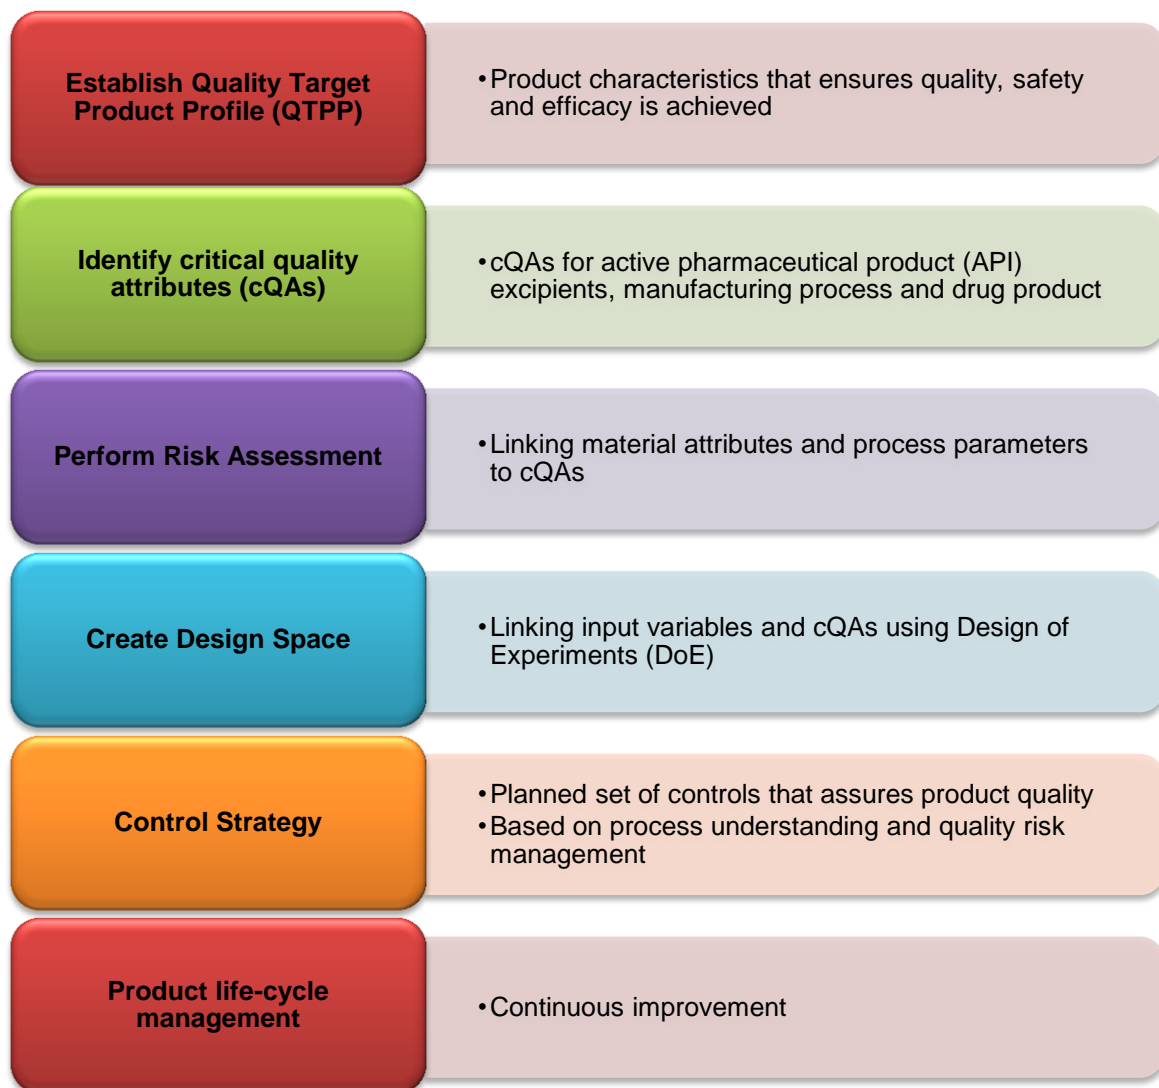 Establish Quality Target
Product Profile (QTPP)
•Product characteristics that ensures quality, safety
and efficacy is achieved
Identify critical quality
attributes (cQAs)
•cQAs for active pharmaceutical product (API)
excipients, manufacturing process and drug product
Perform Risk Assessment
•Linking material attributes and process parameters
to cQAs
Create Design Space
•Linking input variables and cQAs using Design of
Experiments (DoE)
Control Strategy
•Planned set of controls that assures product quality
•Based on process understanding and quality risk
management
Product life-cycle
management
•Continuous improvement